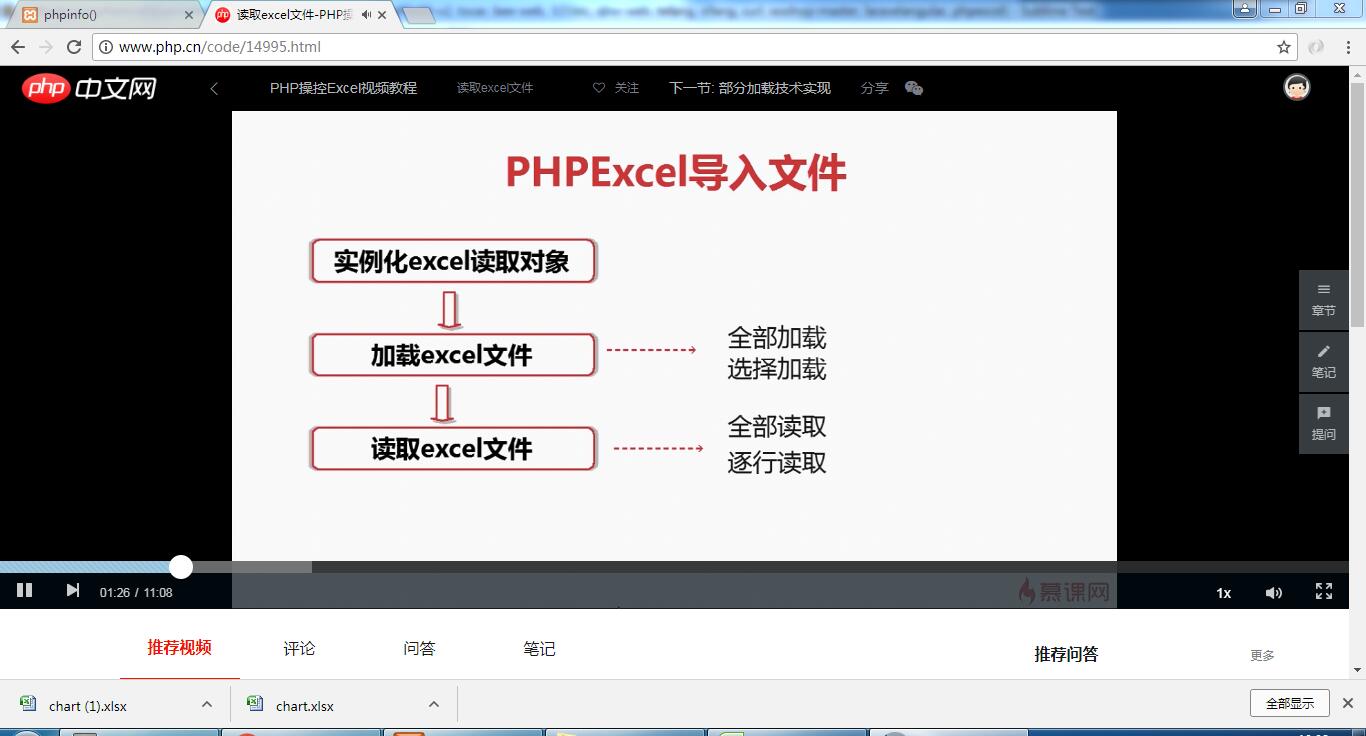 phpinfo()
读取excel文件-PHP操
www.php.cn/code/14995.html
php中文网
PHP操控Excel视频教程
读取excel文件
关注
下一节: 部分加载技术实现
分享
PHPExcel导入文件
实例化excel读取对象
加载excel文件
全部加载
选择加载
读取excel文件
全部读取
逐行读取
章节
笔记
提问
慕课网
01:26 / 11:08
1x
推荐视频
评论
问答
笔记
推荐问答
更多
chart (1).xlsx
chart.xlsx
全部显示